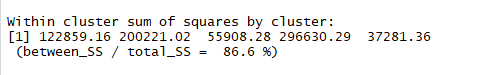 Within cluster sum of squares by cluster:
[1] 122859.16 200221.02  55908.28 296630.29  37281.36
 (between_SS / total_SS =  86.6 %)